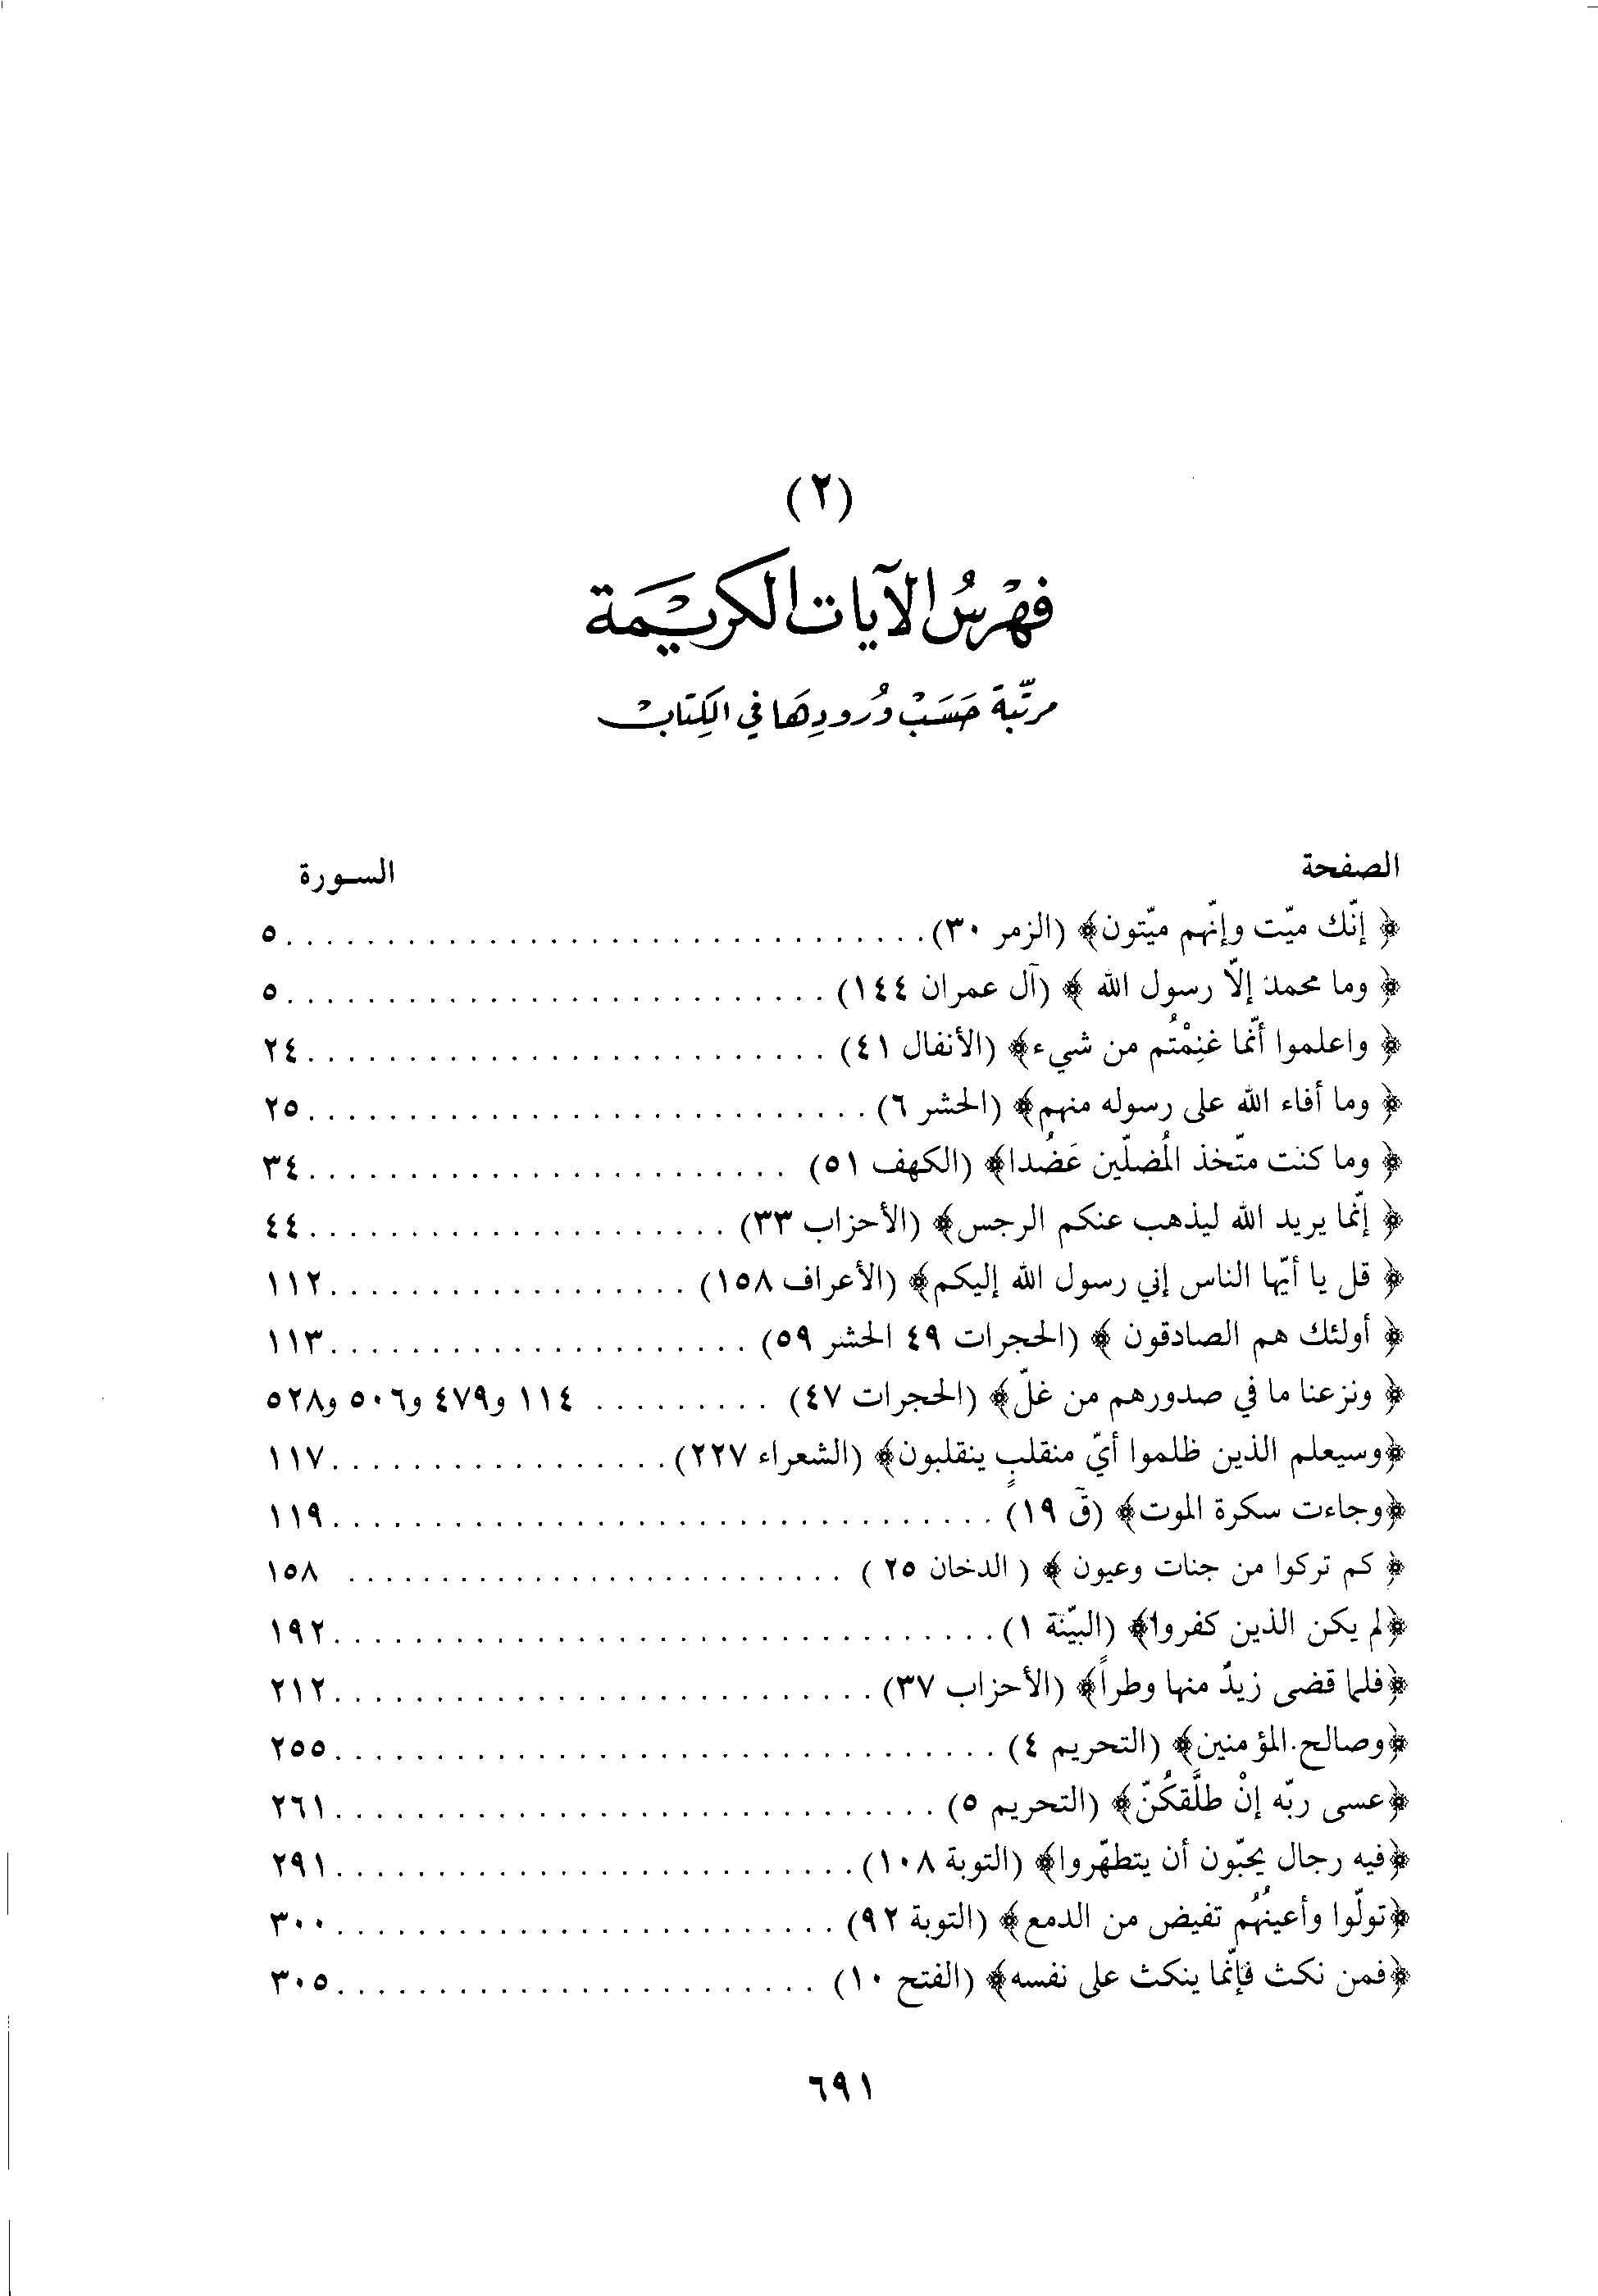 (٢)
فهْرسُ الآيات الكريْمة
مرتّبة حَسَبْ وُرودِهَا في الكِتابْ
الصفحة السورة
﴿ إنّك ميّت وإنّهم ميّتون﴾ (الزمر ٣٠)................................٥
﴿ وما محمدٌ إلاّ رسول الله ﴾ (آل عمران ١٤٤) ...........................٥
﴿ واعلموا أنّما غنِمْتُم من شيء﴾ (الأنفال ٤١) ..........................٢٤
﴿ وما أفاء الله على رسوله منهم﴾ (الحشر ٦) ............................٢٥
﴿ وما كنت متّخذ المُضلّين عَضُدا﴾ (الكهف ٥١) ........................٣٤
﴿ إنّما يريد الله ليذهب عنكم الرجس﴾ (الأحزاب ٣٣) .....................٤٤
﴿ قل يا أيّها الناس إني رسول الله إليكم﴾ (الأعراف ١٥٨) ..................١١٢
﴿ أولئك هم الصادقون ﴾ (الحجرات ٤٩ الحشر ٥٩) .....................١١٣
﴿ ونزعنا ما في صدورهم من غلّ﴾ (الحجرات ٤٧) ......... ١١٤ و٤٧٩ و٥٠٦ و٥٢٨
﴿وسيعلم الذين ظلموا أيّ منقلبٍ ينقلبون﴾ (الشعراء ٢٢٧).................١١٧
﴿وجاءت سكرة الموت﴾ (قۤ ١٩) .................................١١٩
﴿ كم تركوا من جنات وعيون ﴾ ( الدخان ٢٥ ) ........................... ١٥٨
﴿لم يكن الذين كفروا﴾ (البيّنة ١).................................١٩٢
﴿فلما قضى زيدٌ منها وطراً﴾ (الأحزاب ٣٧) ...........................٢١٢
﴿وصالح.المؤمنين﴾ (التحريم ٤) .................................٢٥٥
﴿عسى ربّه إنْ طلَّقكُنّ﴾ (التحريم ٥) ..............................٢٦١
﴿فيه رجال يحبّون أن يتطهّروا﴾ (التوبة ١٠٨) ..........................٢٩١
﴿تولّوا وأعينُهُم تفيض من الدمع﴾ (التوبة ٩٢) .........................٣٠٠
﴿فمن نكث فإنّما ينكث على نفسه﴾ (الفتح ١٠) ........................٣٠٥
٦٩١